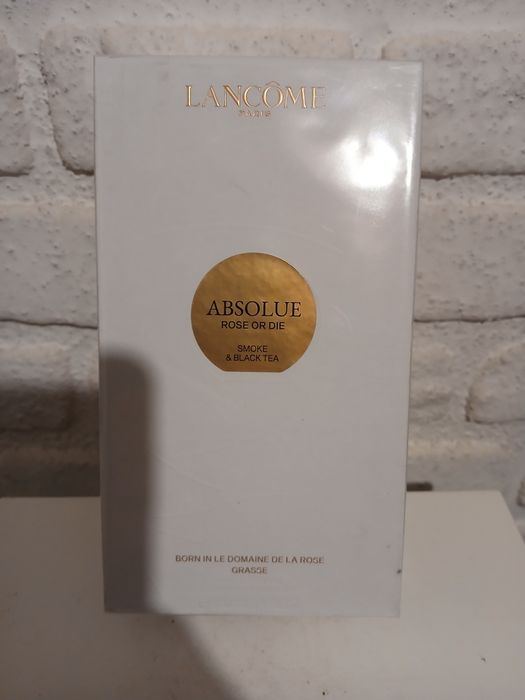 LANCÔME
PARIS
ABSOLUE
ROSE OR DIE
SMOKE
& BLACK TEA
BORN IN LE DOMAINE DE LA ROSE
GRASSE